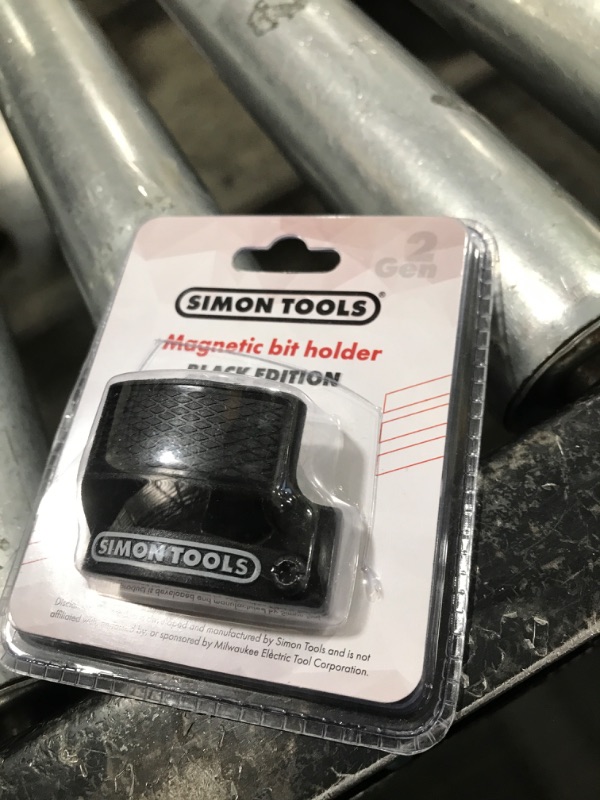 2
Gen
SIMON TOOLS®
Magnetic bit holder
BLACK EDITION
SIMON TOOLS
and manufactured by Simon Tools and is not
by, or sponsored by Milwaukee Electric Tool Corporation.